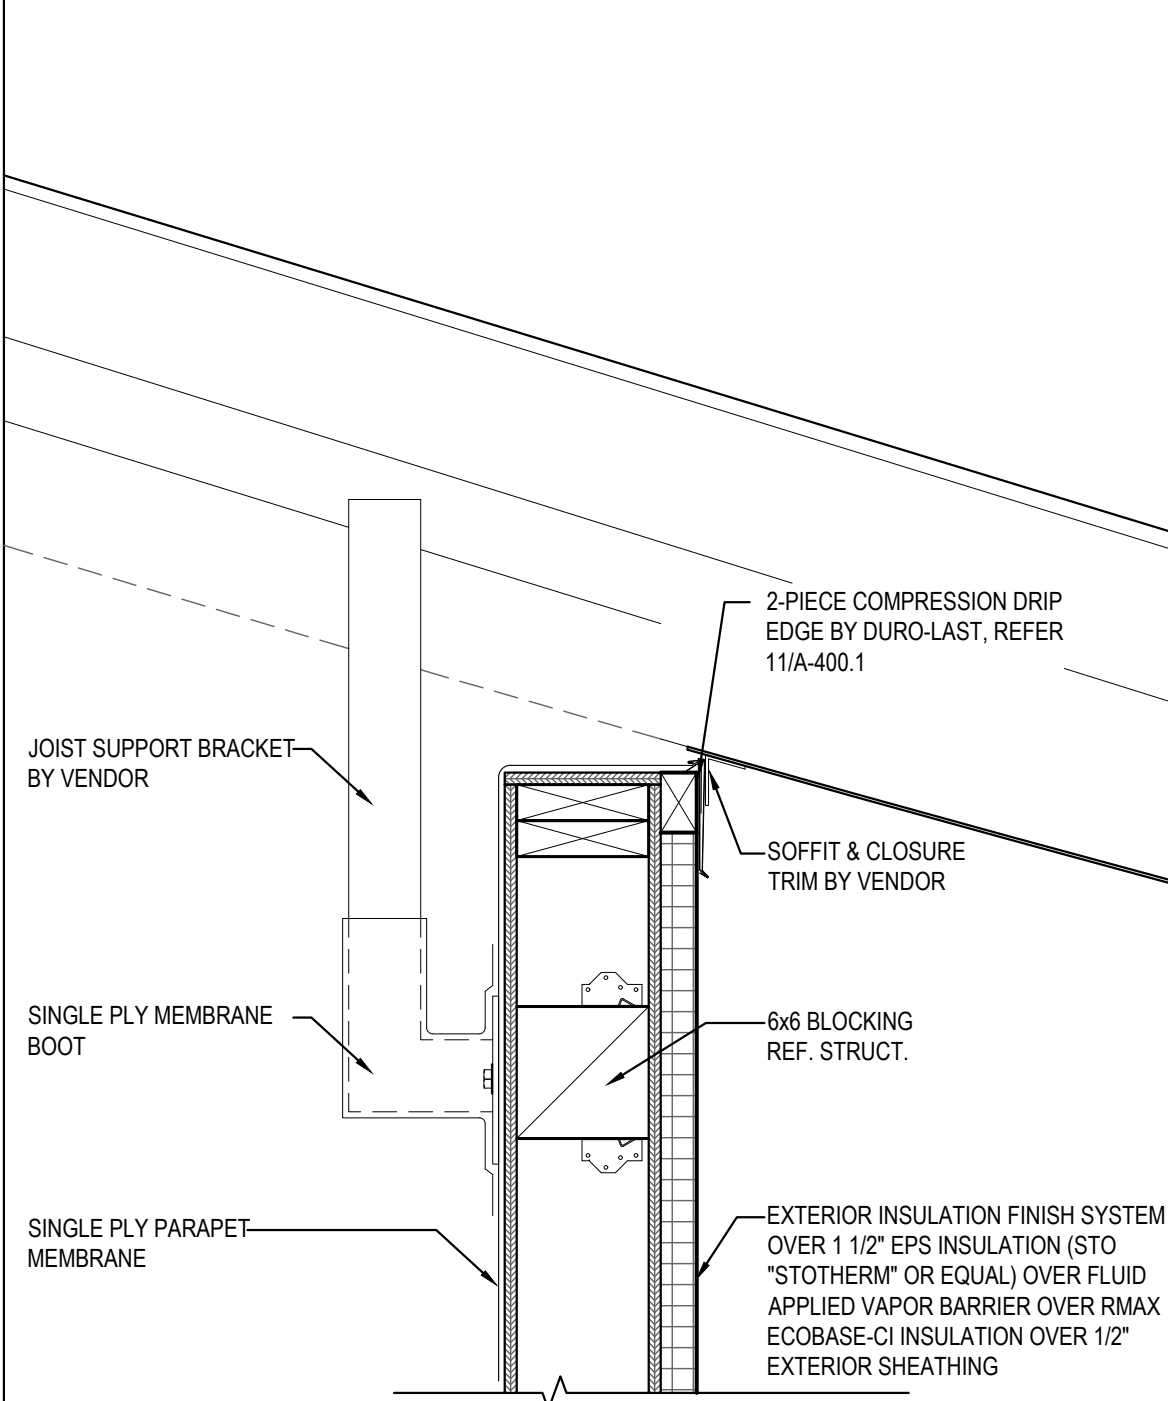 2-PIECE COMPRESSION DRIP
EDGE BY DURO-LAST, REFER
11/A-400.1
JOIST SUPPORT BRACKET
BY VENDOR
SOFFIT & CLOSURE
TRIM BY VENDOR
SINGLE PLY MEMBRANE
BOOT
6x6 BLOCKING
REF. STRUCT.
SINGLE PLY PARAPET
MEMBRANE
EXTERIOR INSULATION FINISH SYSTEM
OVER 1 1/2" EPS INSULATION (STO
"STOTHERM" OR EQUAL) OVER FLUID
APPLIED VAPOR BARRIER OVER RMAX
ECOBASE-CI INSULATION OVER 1/2"
EXTERIOR SHEATHING